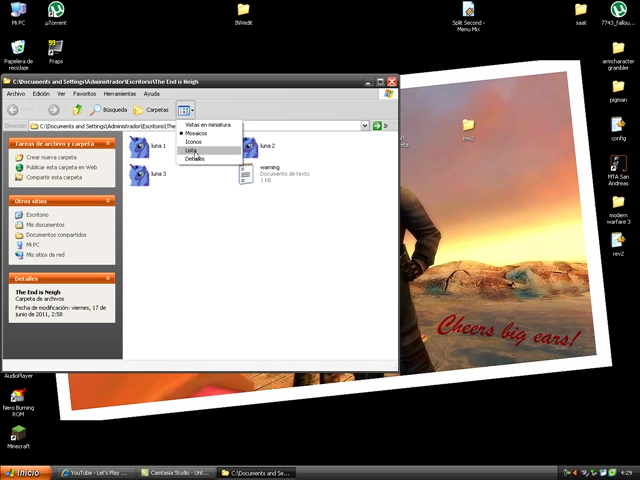 Mi PC
µTorrent
INWedit
Split Second -
Menu Mix
saat
7743_fallou...
Papelera de
reciclaje
Fraps
armcharacter
grambler
C:\Documents and Settings\Administrador\Escritorio\The End is Neigh
Archivo Edición Ver Favoritos Herramientas Ayuda
Atrás
Búsqueda
Carpetas
Dirección
C:\Documents and Settings\Administrador\Escritorio\The
Ir
Vistas en miniatura
Mosaicos
Iconos
Lista
Detalles
Tareas de archivo y carpeta
Crear nueva carpeta
Publicar esta carpeta en Web
Compartir esta carpeta
Otros sitios
Escritorio
Mis documentos
Documentos compartidos
Mi PC
Mis sitios de red
Detalles
The End is Neigh
Carpeta de archivos
Fecha de modificación: viernes, 17 de
junio de 2011, 2:58
luna 1
luna 2
luna 3
warning
Documento de texto
1 KB
rev2
pigman
config
MTA San
Andreas
modern
warfare 3
rev2
Cheers big ears!
AudioPlayer
Nero Burning
ROM
Minecraft
Inicio
YouTube - Let's Play ...
Camtasia Studio - Unt...
C:\Documents and Se...
4:29